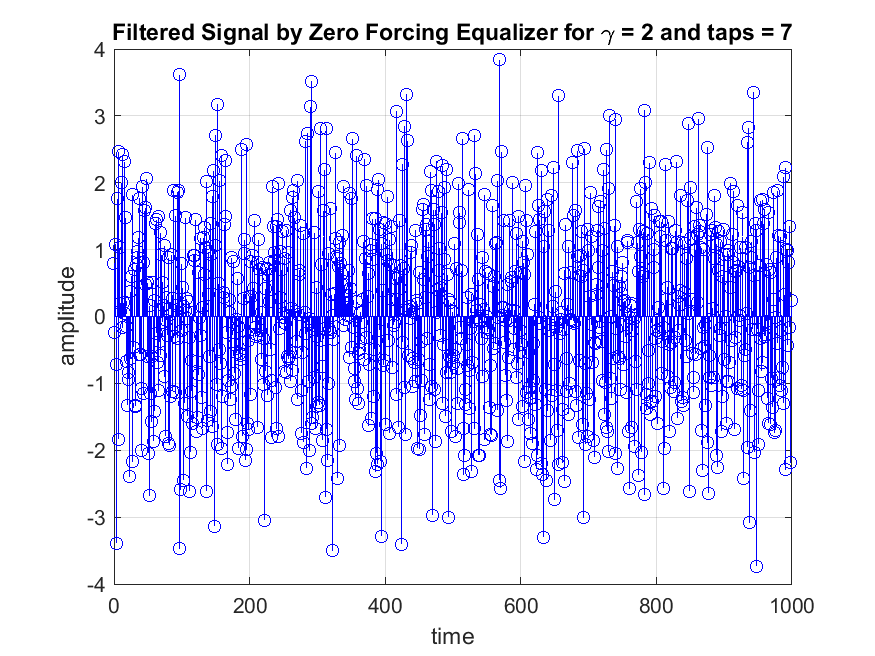 Filtered Signal by Zero Forcing Equalizer for γ = 2 and taps = 7
4
3
2
1
0
-1
-2
-3
-4
amplitude
0 200 400 600 800 1000
time